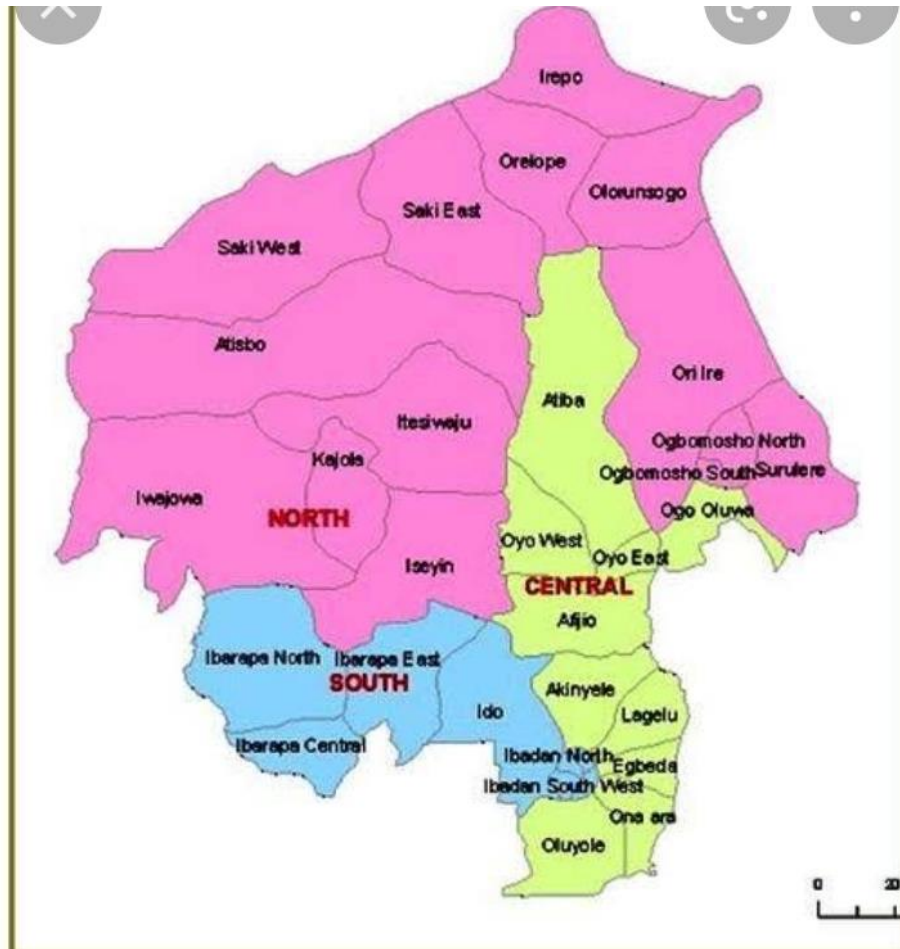 Irepo
Orelope
Olorunsogo
Saki East
Saki West
Atisbo
Ori Ire
Atiba
Itesiwaju
Ogbomosho North
Kajola
Ogbomosho South
Surulere
Iwajowa
Ogo Oluwa
NORTH
Oyo West
Oyo East
Iseyin
CENTRAL
Afijio
Ibarapa North
Ibarapa East
SOUTH
Akinyele
Ido
Lagelu
Ibarapa Central
Ibadan North
Egbeda
Ibadan South West
Ona ara
Oluyole
0